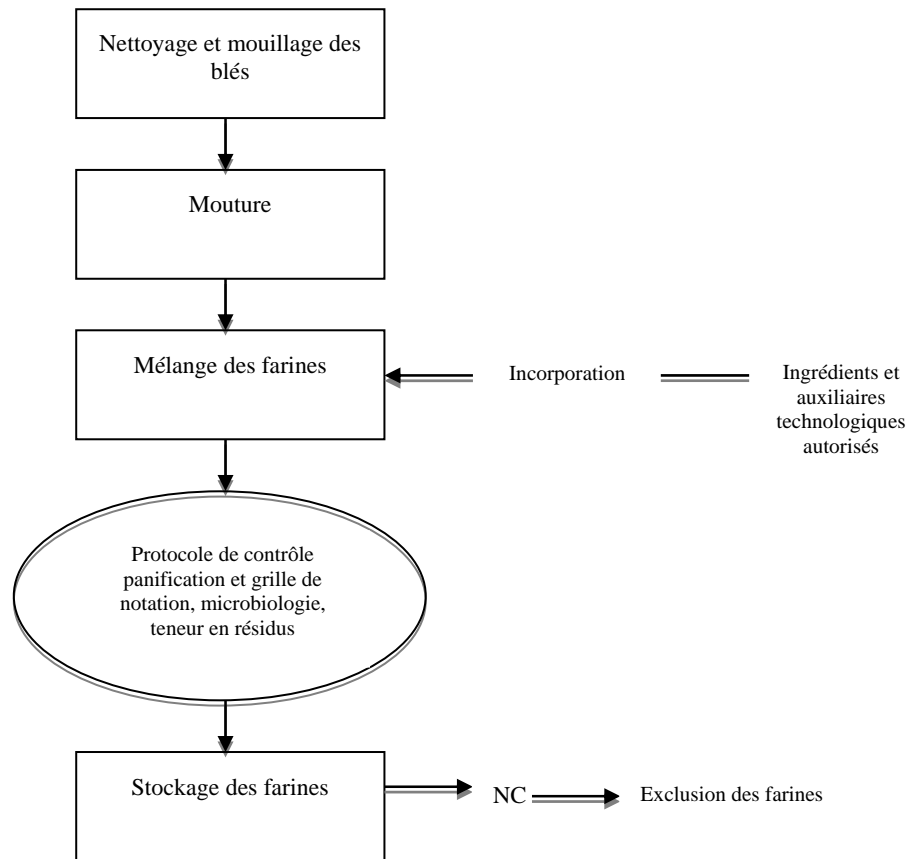 Nettoyage et mouillage des
blés
Mouture
Mélange des farines
Incorporation
Ingrédients et
auxiliaires
technologiques
autorisés
Protocole de contrôle
panification et grille de
notation, microbiologie,
teneur en résidus
Stockage des farines
NC
Exclusion des farines